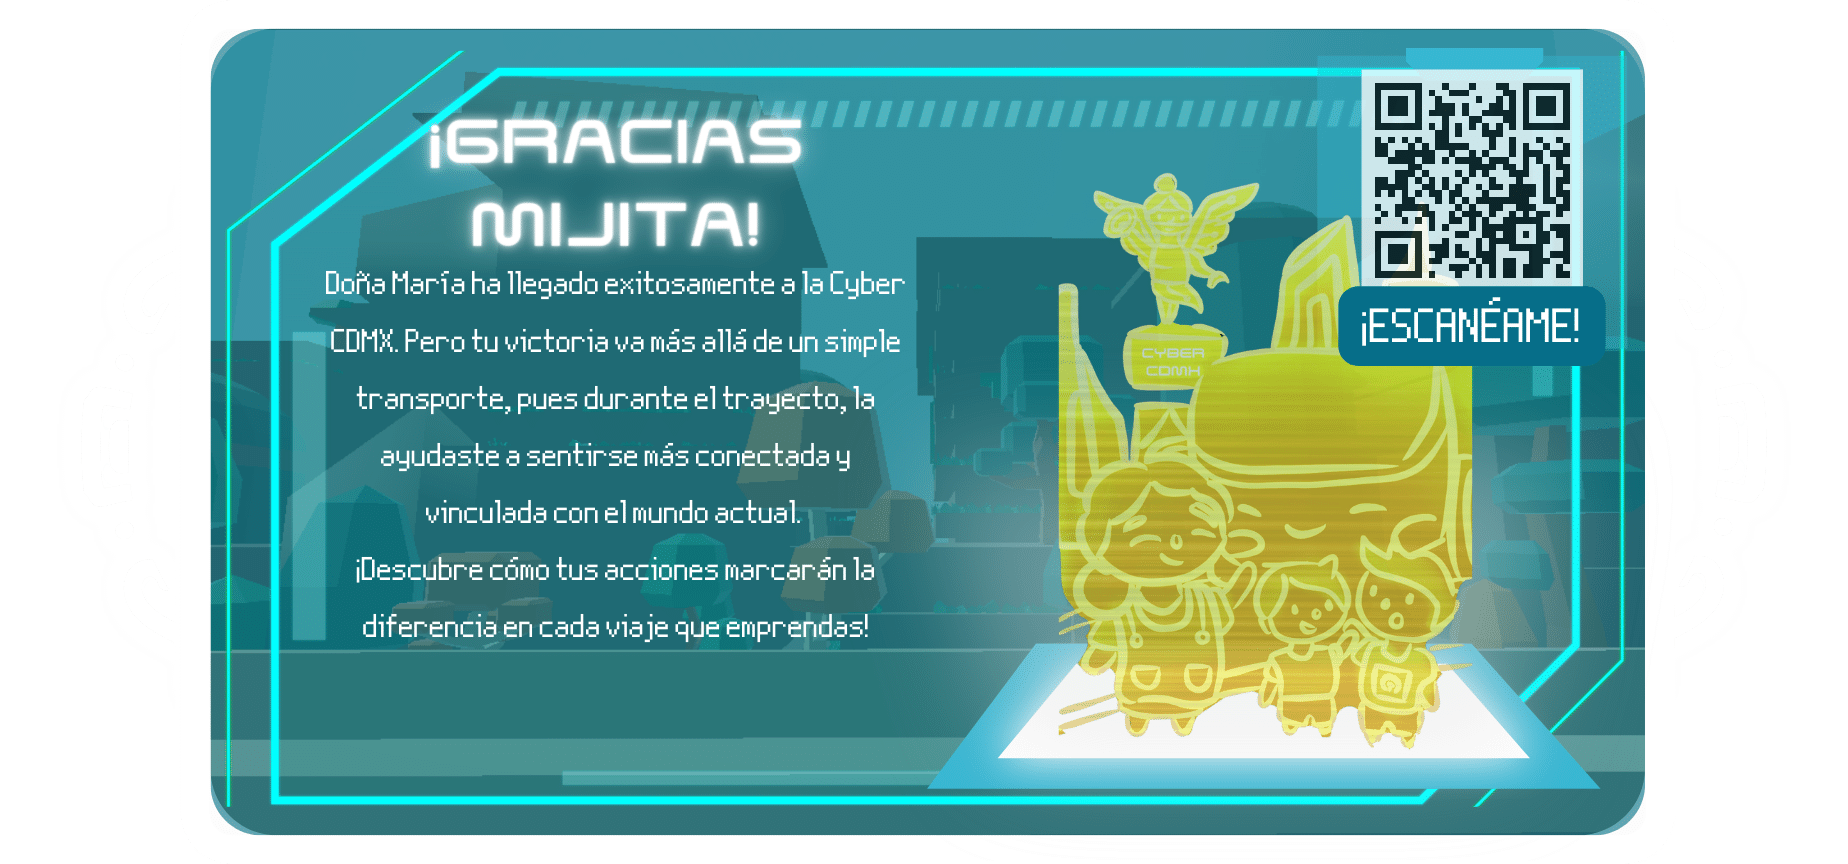 ¡GRACIAS
MIJITA!
Doña María ha llegado exitosamente a la Cyber
CDMX. Pero tu victoria va más allá de un simple
transporte, pues durante el trayecto, la
ayudaste a sentirse más conectada y
vinculada con el mundo actual.
¡Descubre cómo tus acciones marcarán la
diferencia en cada viaje que emprendas!
¡ESCANÉAME!
CYBER
CDMX
G